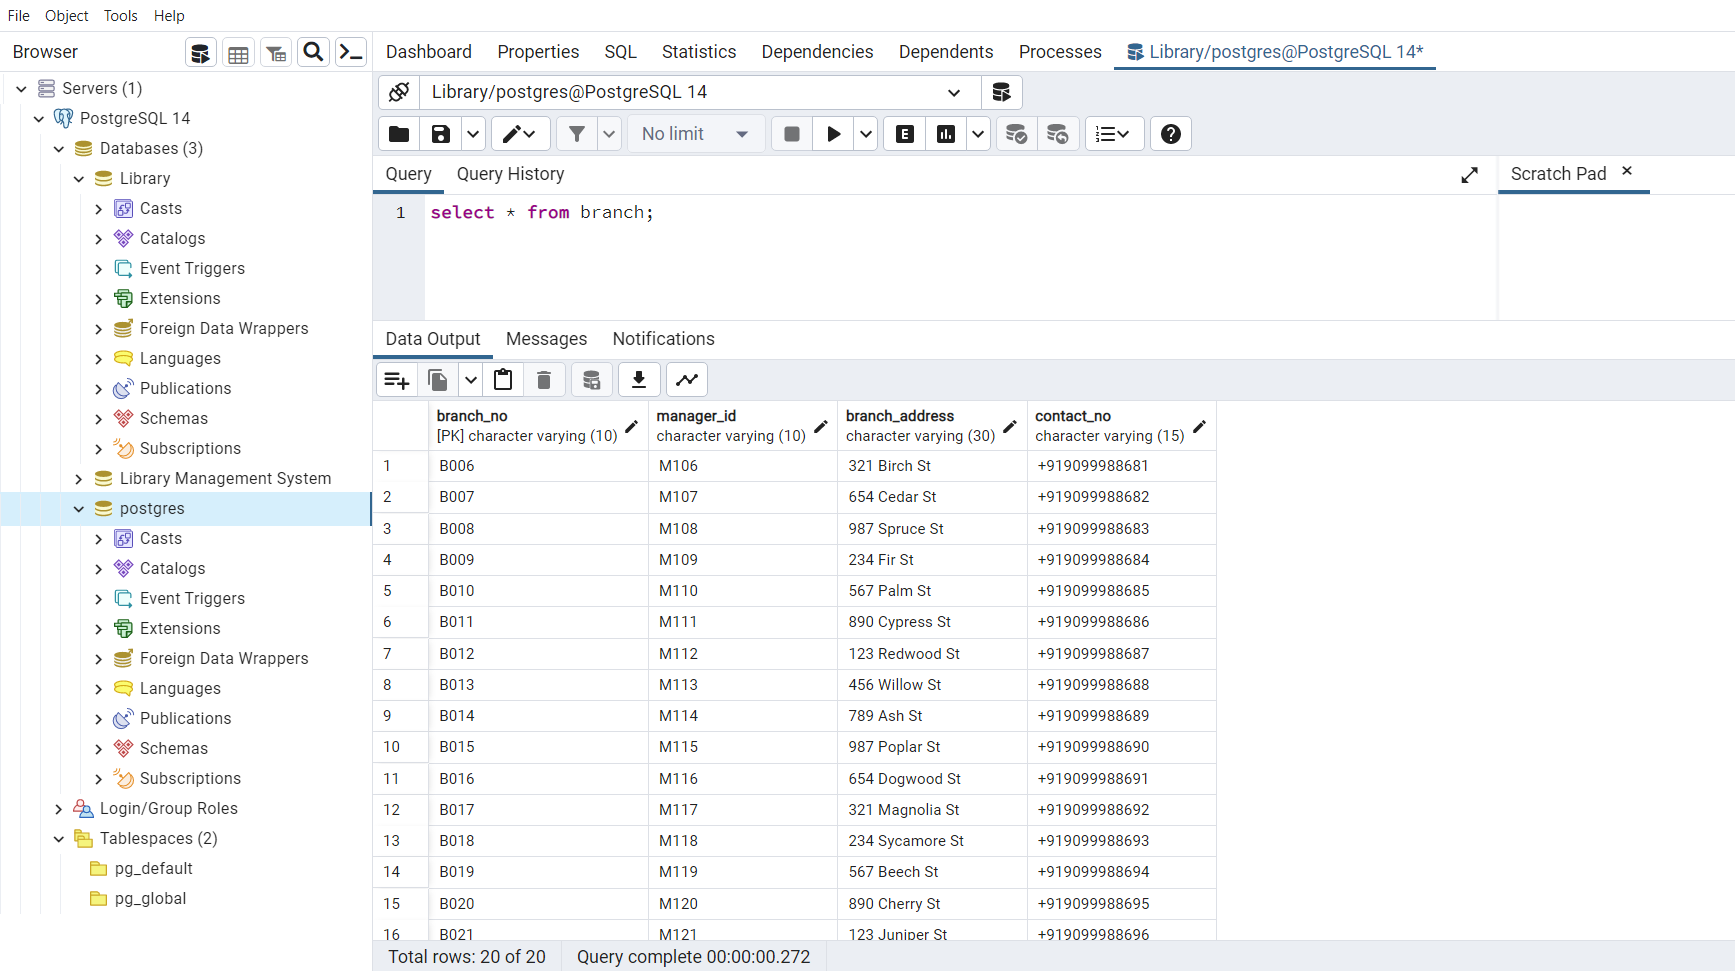 File Object Tools Help
Browser
Servers (1)
PostgreSQL 14
Databases (3)
Library
Casts
Catalogs
Event Triggers
Extensions
Foreign Data Wrappers
Languages
Publications
Schemas
Subscriptions
Library Management System
postgres
Casts
Catalogs
Event Triggers
Extensions
Foreign Data Wrappers
Languages
Publications
Schemas
Subscriptions
Login/Group Roles
Tablespaces (2)
pg_default
pg_global
Dashboard Properties SQL Statistics Dependencies Dependents Processes Library/postgres@PostgreSQL 14*
Library/postgres@PostgreSQL 14
No limit E
Query Query History
Scratch Pad
1 select * from branch;
Data Output Messages Notifications
branch_no manager_id branch_address contact_no
[PK] character varying (10) character varying (10) character varying (30) character varying (15)
1 B006 M106 321 Birch St +919099988681
2 B007 M107 654 Cedar St +919099988682
3 B008 M108 987 Spruce St +919099988683
4 B009 M109 234 Fir St +919099988684
5 B010 M110 567 Palm St +919099988685
6 B011 M111 890 Cypress St +919099988686
7 B012 M112 123 Redwood St +919099988687
8 B013 M113 456 Willow St +919099988688
9 B014 M114 789 Ash St +919099988689
10 B015 M115 987 Poplar St +919099988690
11 B016 M116 654 Dogwood St +919099988691
12 B017 M117 321 Magnolia St +919099988692
13 B018 M118 234 Sycamore St +919099988693
14 B019 M119 567 Beech St +919099988694
15 B020 M120 890 Cherry St +919099988695
16 B021 M121 123 Juniper St +919099988696
Total rows: 20 of 20 Query complete 00:00:00.272